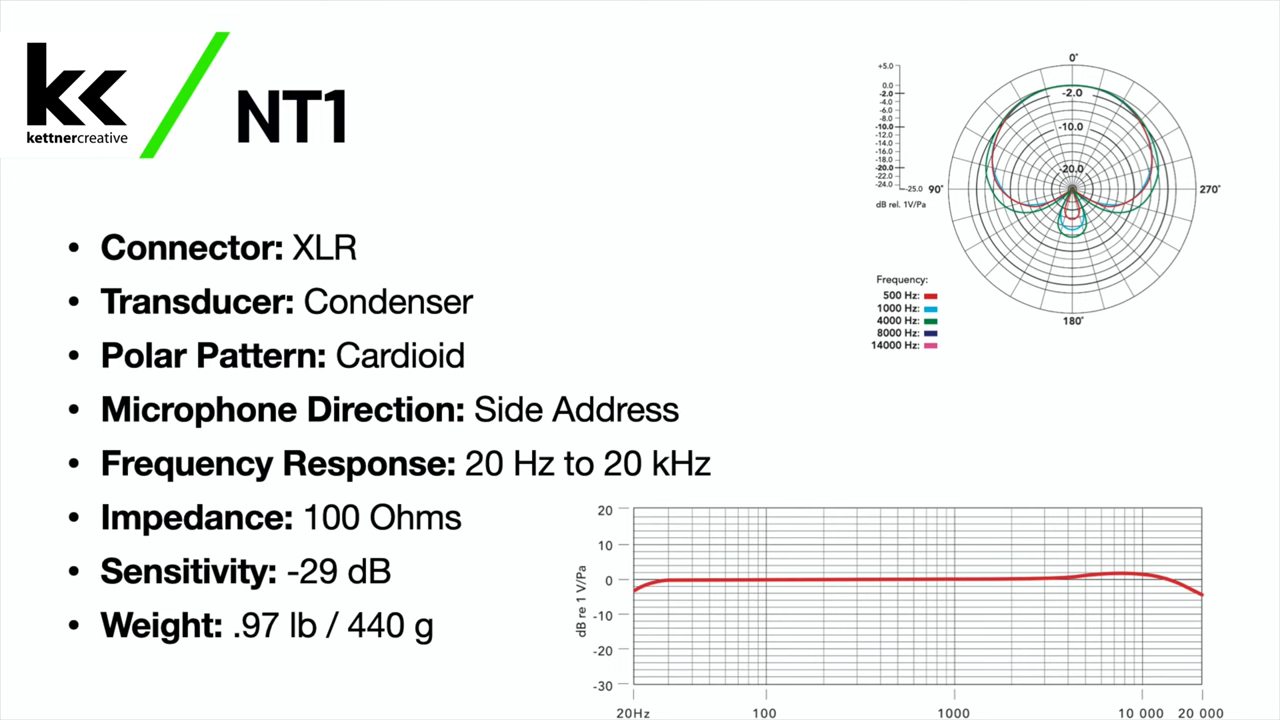 kk
kettnercreative
NT1
• Connector: XLR
• Transducer: Condenser
• Polar Pattern: Cardioid
• Microphone Direction: Side Address
• Frequency Response: 20 Hz to 20 kHz
• Impedance: 100 Ohms
• Sensitivity: -29 dB
• Weight: .97 lb / 440 g
0°
+5.0
0.0
-2.0
-4.0
-6.0
-8.0
-10.0
-12.0
-14.0
-16.0
-18.0
-20.0
-22.0
-24.0
-25.0
dB rel. 1V/Pa
-2.0
-10.0
-20.0
90°
270°
180°
Frequency:
500 Hz:
1000 Hz:
4000 Hz:
8000 Hz:
14000 Hz:
20
10
0
-10
-20
-30
dB re 1 V/Pa
20Hz 100 1000 10 000 20 000